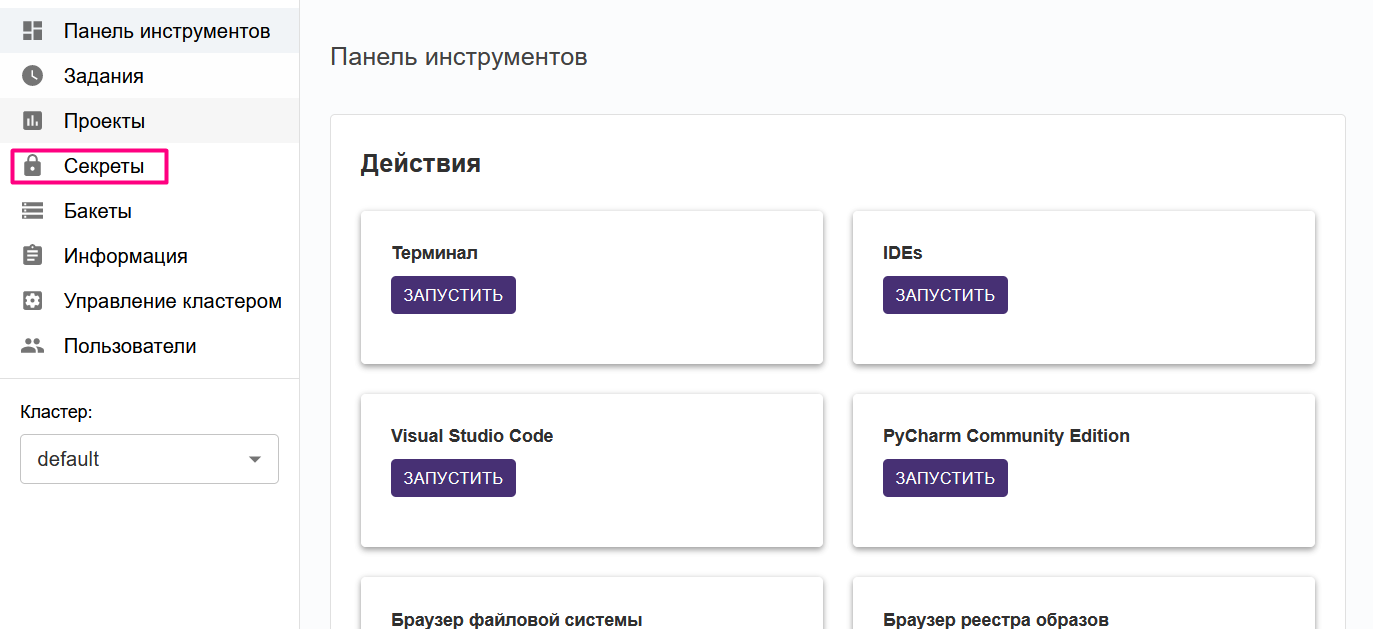 Панель инструментов
Задания
Проекты
Секреты
Бакеты
Информация
Управление кластером
Пользователи
Кластер:
default
Панель инструментов
Действия
Терминал
ЗАПУСТИТЬ
IDEs
ЗАПУСТИТЬ
Visual Studio Code
ЗАПУСТИТЬ
PyCharm Community Edition
ЗАПУСТИТЬ
Браузер файловой системы
Браузер реестра образов